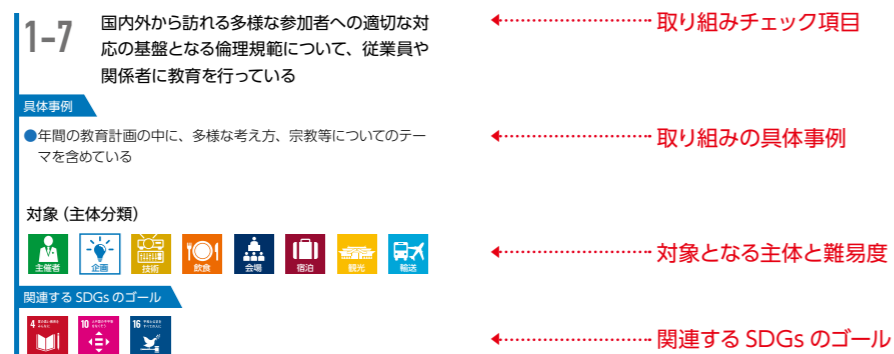 1-7
国内外から訪れる多様な参加者への適切な対
応の基盤となる倫理規範について、従業員や
関係者に教育を行っている
取り組みチェック項目
具体事例
●年間の教育計画の中に、多様な考え方、宗教等についてのテー
マを含めている
取り組みの具体事例
対象（主体分類）
主催者 企画 技術 飲食 会場 宿泊 観光 輸送
対象となる主体と難易度
関連する SDGs のゴール
4 10 16
関連する SDGs のゴール